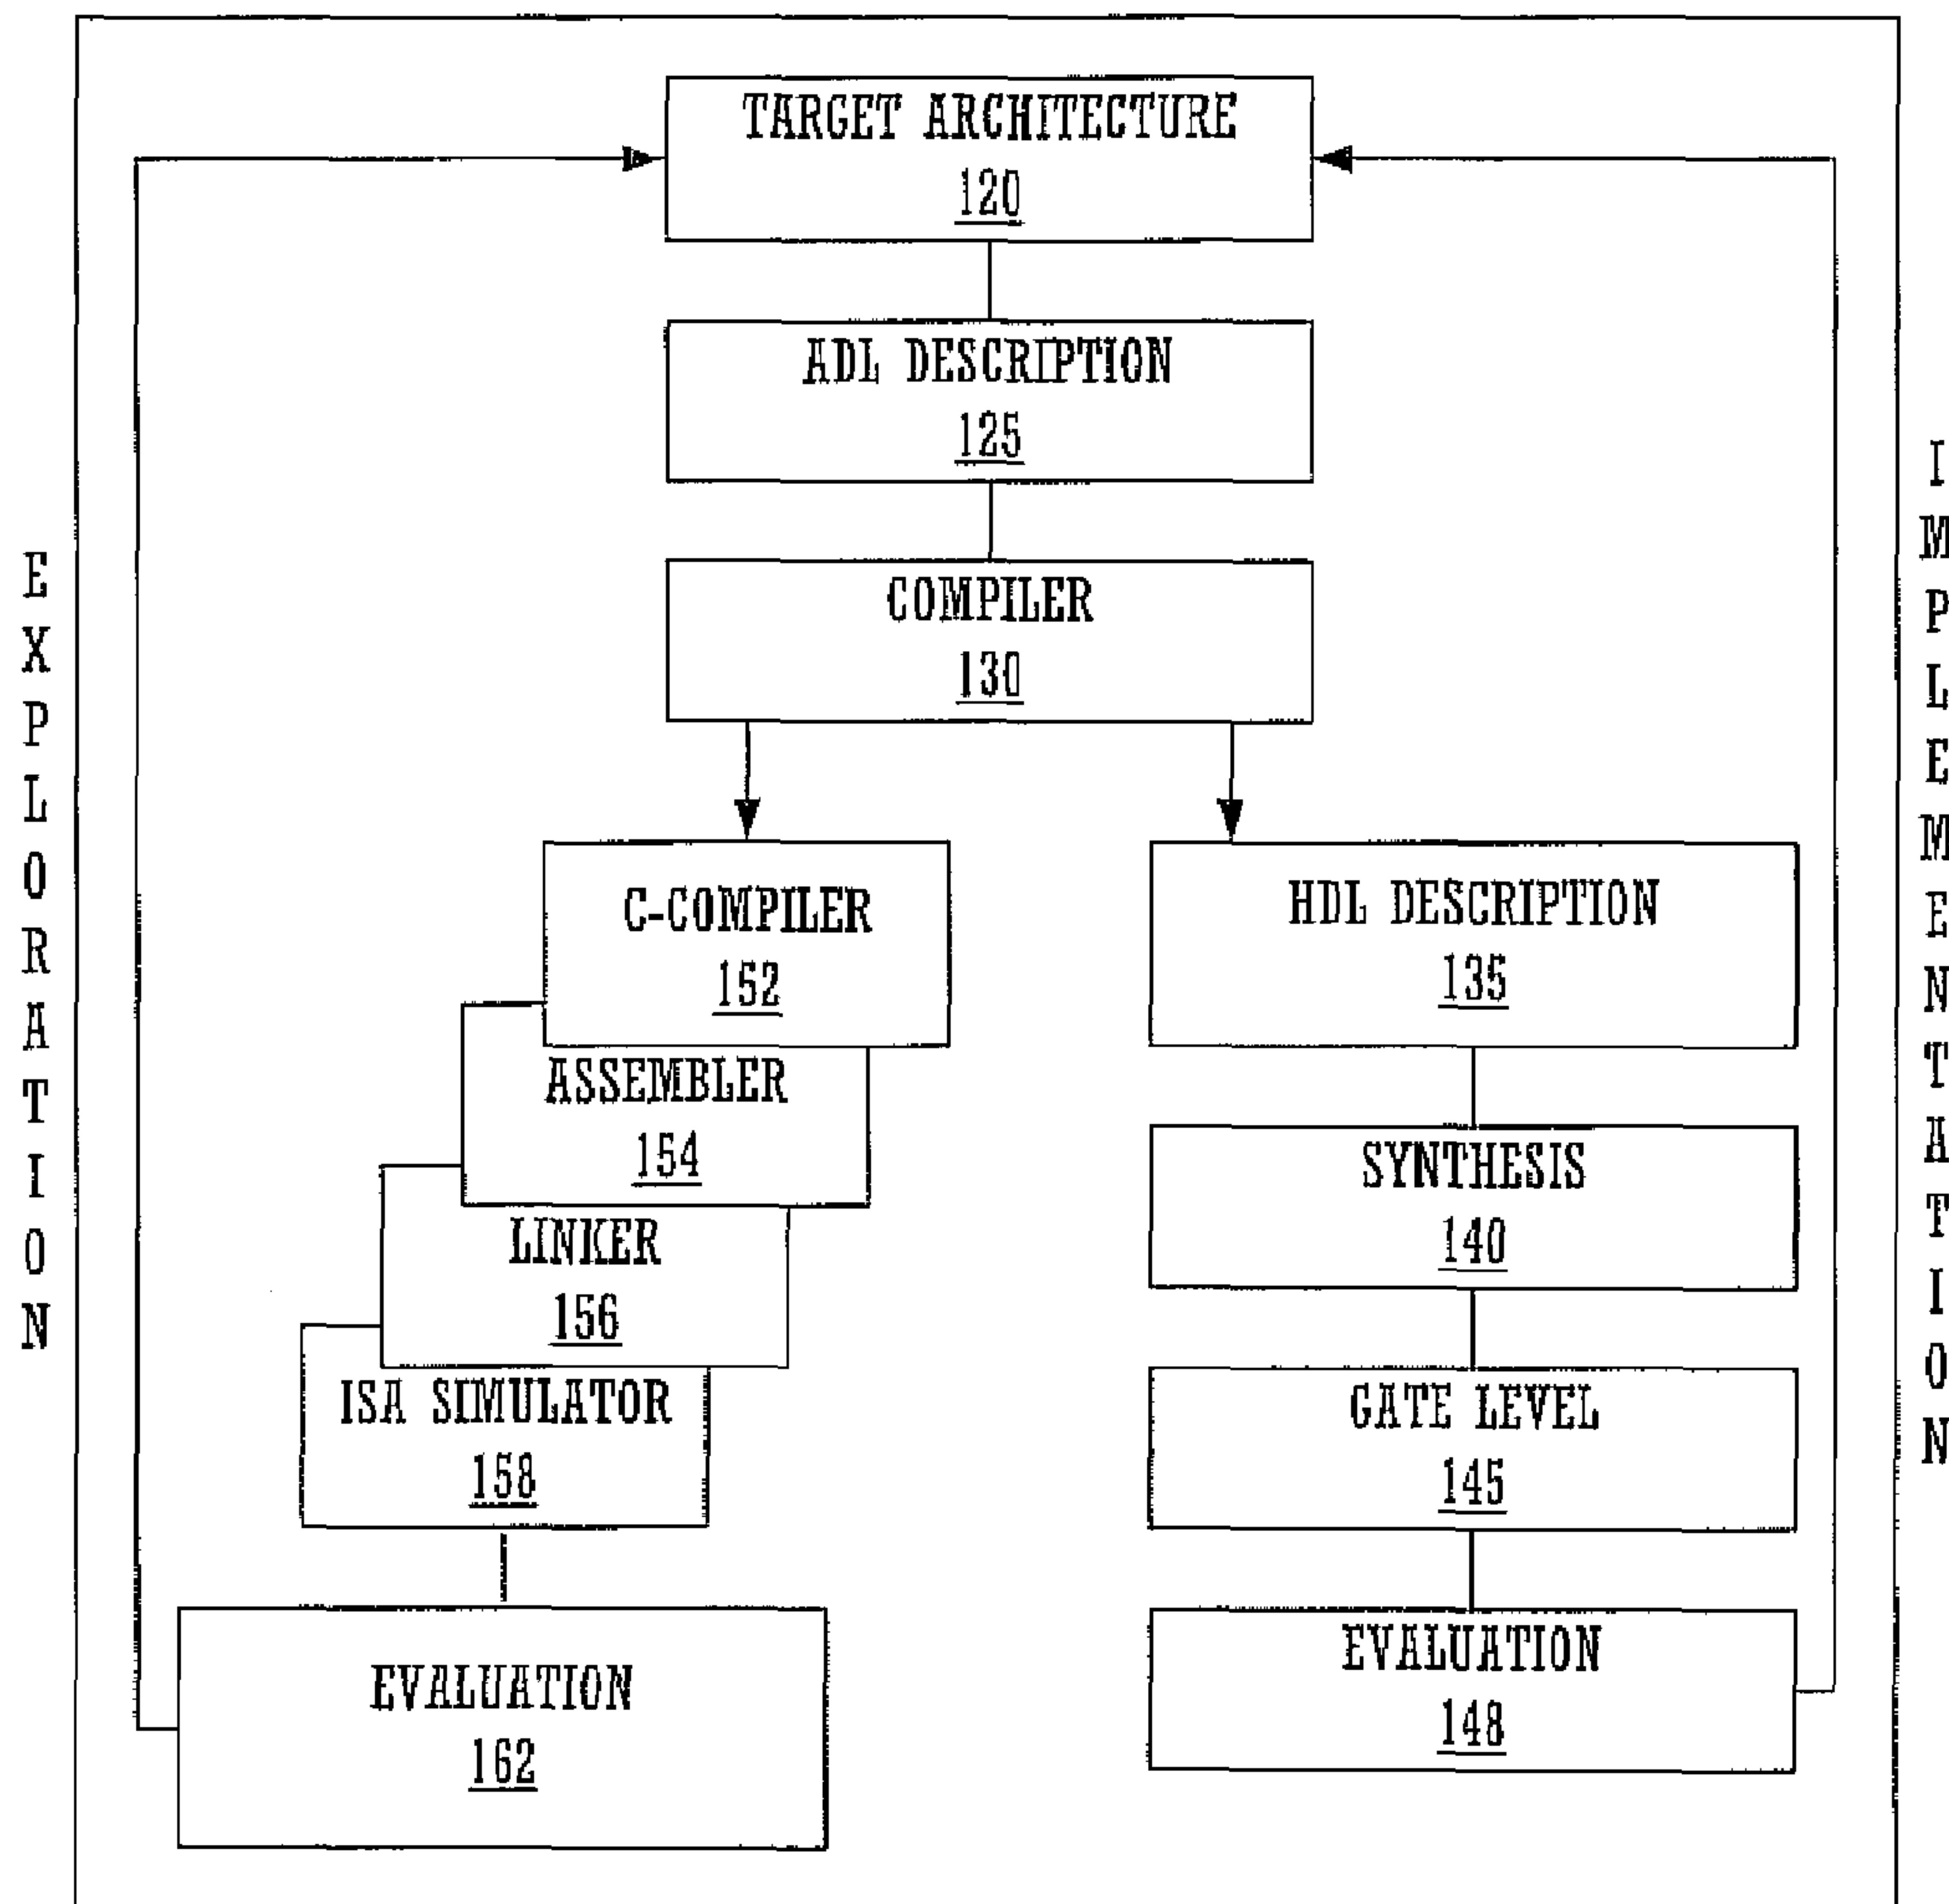 TARGET ARCHITECTURE
120
ADL DESCRIPTION
125
COMPILER
130
EXPLORATION
C-COMPILER
152
ASSEMBLER
154
LINKER
156
ISA SIMULATOR
158
EVALUATION
162
HDL DESCRIPTION
135
SYNTHESIS
140
GATE LEVEL
145
EVALUATION
148
IMPLEMENTATION